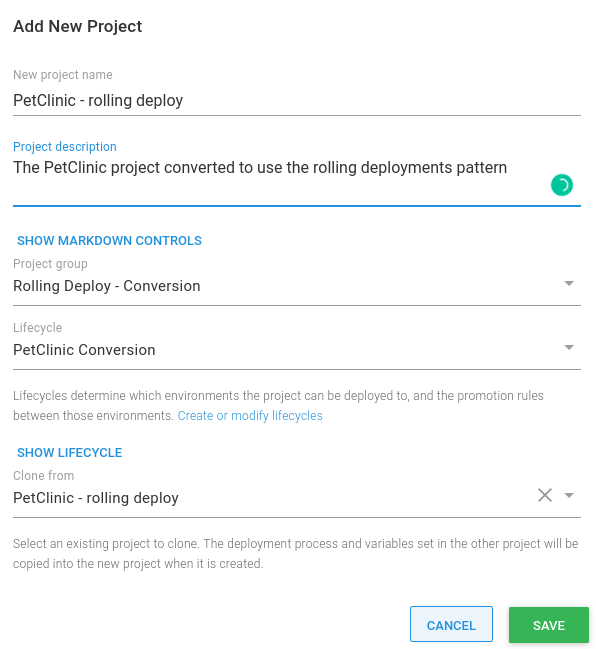 Add New Project
New project name
PetClinic - rolling deploy
Project description
The PetClinic project converted to use the rolling deployments pattern
SHOW MARKDOWN CONTROLS
Project group
Rolling Deploy - Conversion
Lifecycle
PetClinic Conversion
Lifecycles determine which environments the project can be deployed to, and the promotion rules
between those environments. Create or modify lifecycles
SHOW LIFECYCLE
Clone from
PetClinic - rolling deploy
Select an existing project to clone. The deployment process and variables set in the other project will be
copied into the new project when it is created.
CANCEL SAVE